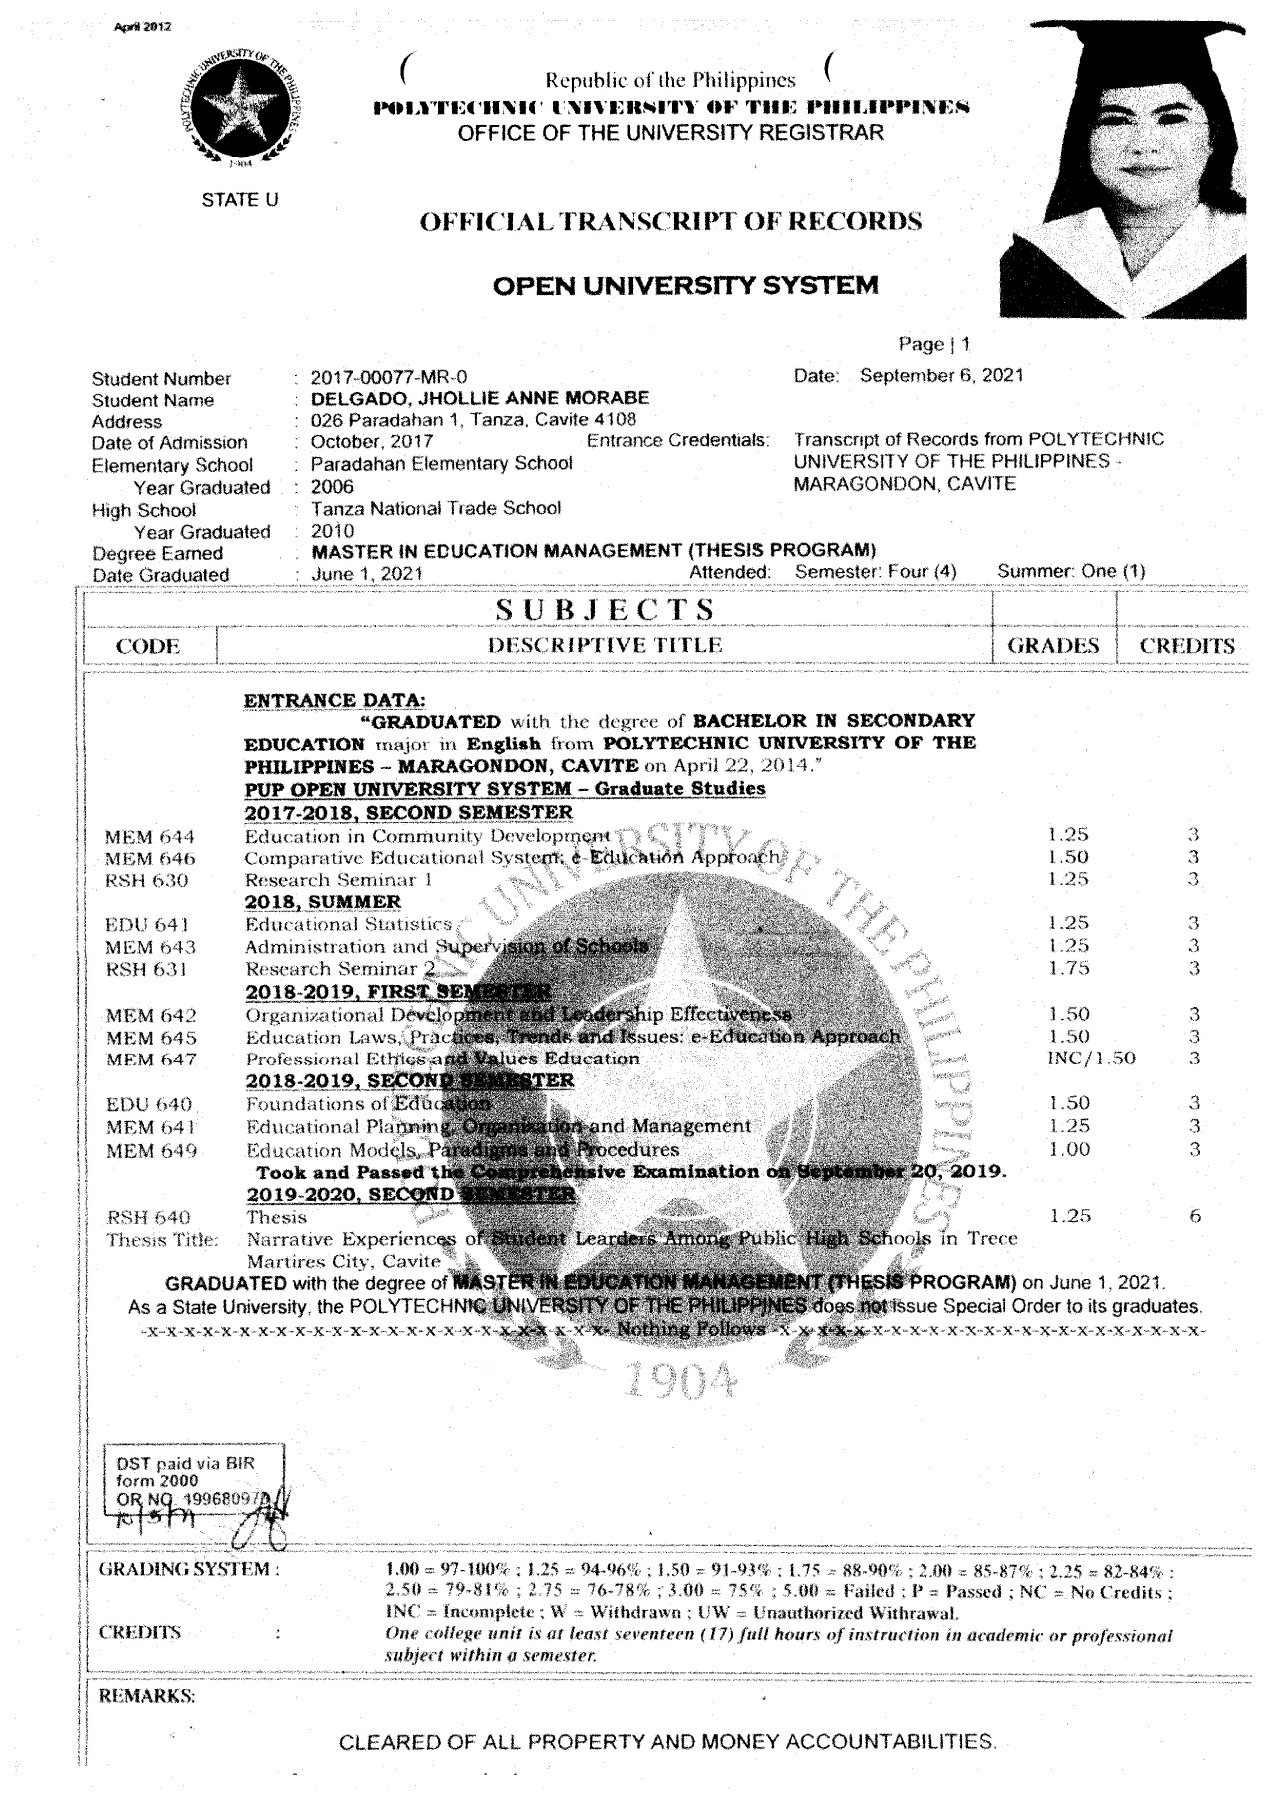 April 2012
POLYTECHNIC UNIVERSITY OF THE PHILIPPINES
1904
STATE U
Republic of the Philippines
POLYTECHNIC UNIVERSITY OF THE PHILIPPINES
OFFICE OF THE UNIVERSITY REGISTRAR
OFFICIAL TRANSCRIPT OF RECORDS
OPEN UNIVERSITY SYSTEM
Page | 1
Student Number : 2017-00077-MR-0 Date: September 6, 2021
Student Name : DELGADO, JHOLLIE ANNE MORABE
Address : 026 Paradahan 1, Tanza, Cavite 4108
Date of Admission : October, 2017 Entrance Credentials: Transcript of Records from POLYTECHNIC
Elementary School : Paradahan Elementary School UNIVERSITY OF THE PHILIPPINES -
Year Graduated : 2006 MARAGONDON, CAVITE
High School : Tanza National Trade School
Year Graduated : 2010
Degree Earned : MASTER IN EDUCATION MANAGEMENT (THESIS PROGRAM)
Date Graduated : June 1, 2021 Attended: Semester: Four (4) Summer: One (1)
SUBJECTS
CODE DESCRIPTIVE TITLE GRADES CREDITS
ENTRANCE DATA:
"GRADUATED with the degree of BACHELOR IN SECONDARY
EDUCATION major in English from POLYTECHNIC UNIVERSITY OF THE
PHILIPPINES – MARAGONDON, CAVITE on April 22, 2014."
PUP OPEN UNIVERSITY SYSTEM – Graduate Studies
2017-2018, SECOND SEMESTER
MEM 644 Education in Community Development 1.25 3
MEM 646 Comparative Educational System: e-Education Approach 1.50 3
RSH 630 Research Seminar 1 1.25 3
2018, SUMMER
EDU 641 Educational Statistics 1.25 3
MEM 643 Administration and Supervision of Schools 1.25 3
RSH 631 Research Seminar 2 1.75 3
2018-2019, FIRST SEMESTER
MEM 642 Organizational Development and Leadership Effectiveness 1.50 3
MEM 645 Education Laws, Practices, Trends and Issues: e-Education Approach 1.50 3
MEM 647 Professional Ethics and Values Education INC/1.50 3
2018-2019, SECOND SEMESTER
EDU 640 Foundations of Education 1.50 3
MEM 641 Educational Planning, Organization and Management 1.25 3
MEM 649 Education Models, Paradigms and Procedures 1.00 3
Took and Passed the Comprehensive Examination on September 20, 2019.
2019-2020, SECOND SEMESTER
RSH 640 Thesis 1.25 6
Thesis Title: Narrative Experiences of Student Learders Among Public High Schools in Trece
Martires City, Cavite
GRADUATED with the degree of MASTER IN EDUCATION MANAGEMENT (THESIS PROGRAM) on June 1, 2021.
As a State University, the POLYTECHNIC UNIVERSITY OF THE PHILIPPINES does not issue Special Order to its graduates.
-x-x-x-x-x-x-x-x-x-x-x-x-x-x-x-x-x-x-x-x-x-x-x-x-x- Nothing Follows -x-x-x-x-x-x-x-x-x-x-x-x-x-x-x-x-x-x-x-x-x-x-x-
POLYTECHNIC UNIVERSITY OF THE PHILIPPINES
1904
DST paid via BIR
form 2000
OR NO.
GRADING SYSTEM : 1.00 = 97-100% ; 1.25 = 94-96% ; 1.50 = 91-93% ; 1.75 = 88-90% ; 2.00 = 85-87% ; 2.25 = 82-84% ;
2.50 = 79-81% ; 2.75 = 76-78% ; 3.00 = 75% ; 5.00 = Failed ; P = Passed ; NC = No Credits ;
INC = Incomplete ; W = Withdrawn ; UW = Unauthorized Withrawal.
CREDITS : One college unit is at least seventeen (17) full hours of instruction in academic or professional
subject within a semester.
REMARKS:
CLEARED OF ALL PROPERTY AND MONEY ACCOUNTABILITIES.